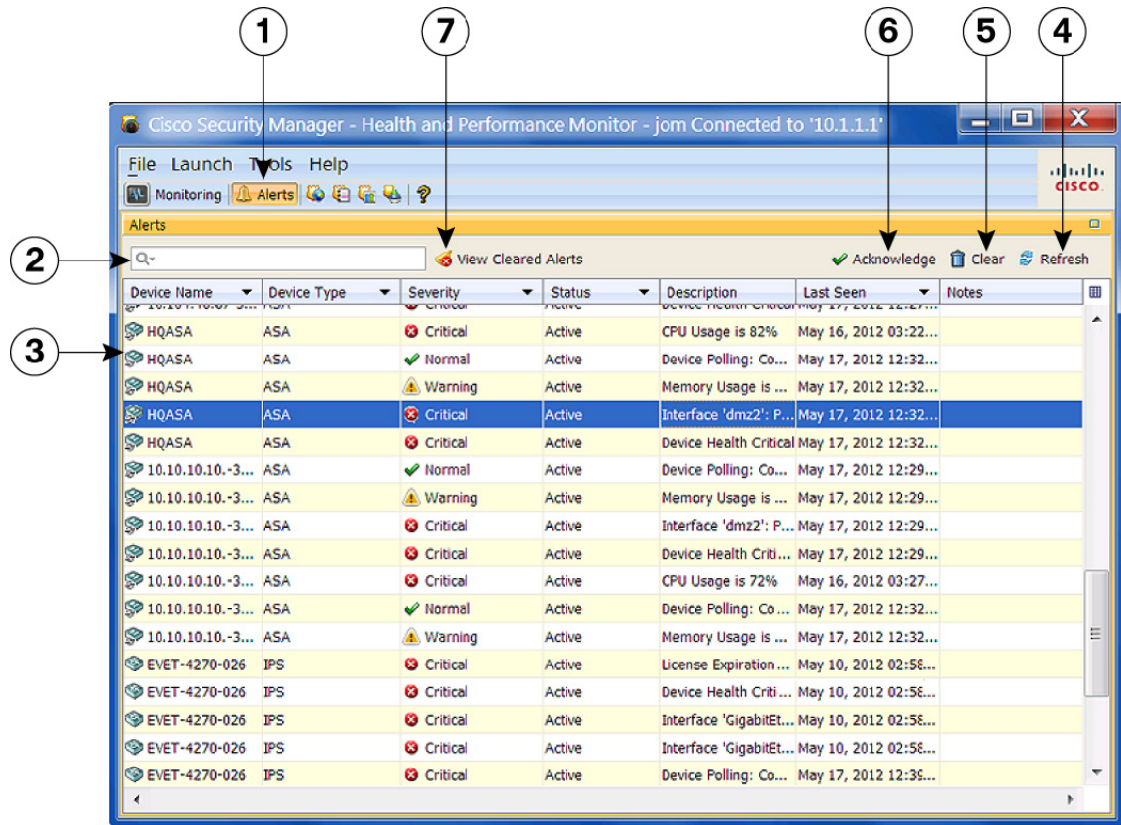 1 7 6 5 4
Cisco Security Manager - Health and Performance Monitor - jom Connected to '10.1.1.1'
File Launch Tools Help
CISCO
Monitoring Alerts
Alerts
2 View Cleared Alerts Acknowledge Clear Refresh
Device Name Device Type Severity Status Description Last Seen Notes
3
HQASA ASA Critical Active CPU Usage is 82% May 16, 2012 03:22...
HQASA ASA Normal Active Device Polling: Co... May 17, 2012 12:32...
HQASA ASA Warning Active Memory Usage is ... May 17, 2012 12:32...
HQASA ASA Critical Active Interface 'dmz2': P... May 17, 2012 12:32...
HQASA ASA Critical Active Device Health Critical May 17, 2012 12:32...
10.10.10.10.-3... ASA Normal Active Device Polling: Co... May 17, 2012 12:29...
10.10.10.10.-3... ASA Warning Active Memory Usage is ... May 17, 2012 12:29...
10.10.10.10.-3... ASA Critical Active Interface 'dmz2': P... May 17, 2012 12:29...
10.10.10.10.-3... ASA Critical Active Device Health Criti... May 17, 2012 12:29...
10.10.10.10.-3... ASA Critical Active CPU Usage is 72% May 16, 2012 03:27...
10.10.10.10.-3... ASA Normal Active Device Polling: Co... May 17, 2012 12:32...
10.10.10.10.-3... ASA Warning Active Memory Usage is ... May 17, 2012 12:32...
EVET-4270-026 IPS Critical Active License Expiration ... May 10, 2012 02:58...
EVET-4270-026 IPS Critical Active Device Health Criti... May 10, 2012 02:58...
EVET-4270-026 IPS Critical Active Interface 'GigabitEt... May 10, 2012 02:58...
EVET-4270-026 IPS Critical Active Interface 'GigabitEt... May 10, 2012 02:58...
EVET-4270-026 IPS Critical Active Device Polling: Co... May 17, 2012 12:39...